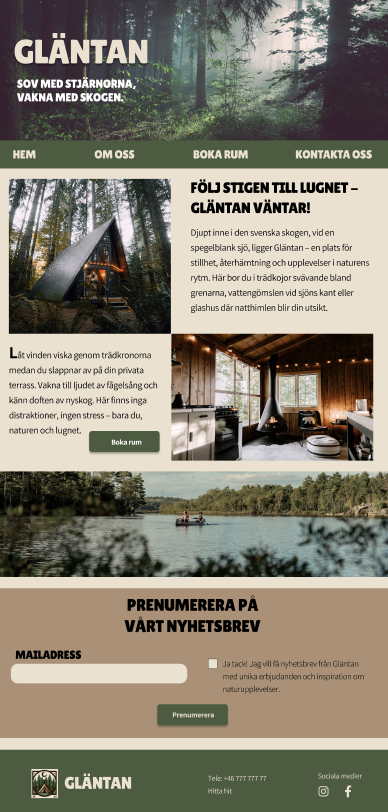 GLÄNTAN
SOV MED STJÄRNORNA,
VAKNA MED SKOGEN.
HEM
OM OSS
BOKA RUM
KONTAKTA OSS
FÖLJ STIGEN TILL LUGNET –
GLÄNTAN VÄNTAR!
Djupt inne i den svenska skogen, vid en
spegelblank sjö, ligger Gläntan – en plats för
stillhet, återhämtning och upplevelser i naturens
rytm. Här bor du i trädkojor svävande bland
grenarna, vattengömslen vid sjöns kant eller
glashus där natthimlen blir din utsikt.
Låt vinden viska genom trädkronorna
medan du slappnar av på din privata
terrass. Vakna till ljudet av fågelsång och
känn doften av nyskog. Här finns inga
distraktioner, ingen stress – bara du,
naturen och lugnet.
Boka rum
PRENUMERERA PÅ
VÅRT NYHETSBREV
MAILADRESS
Ja tack! Jag vill få nyhetsbrev från Gläntan
med unika erbjudanden och inspiration om
naturupplevelser.
Prenumerera
GLÄNTAN
Tele: +46 777 777 77
Hitta hit
Sociala medier